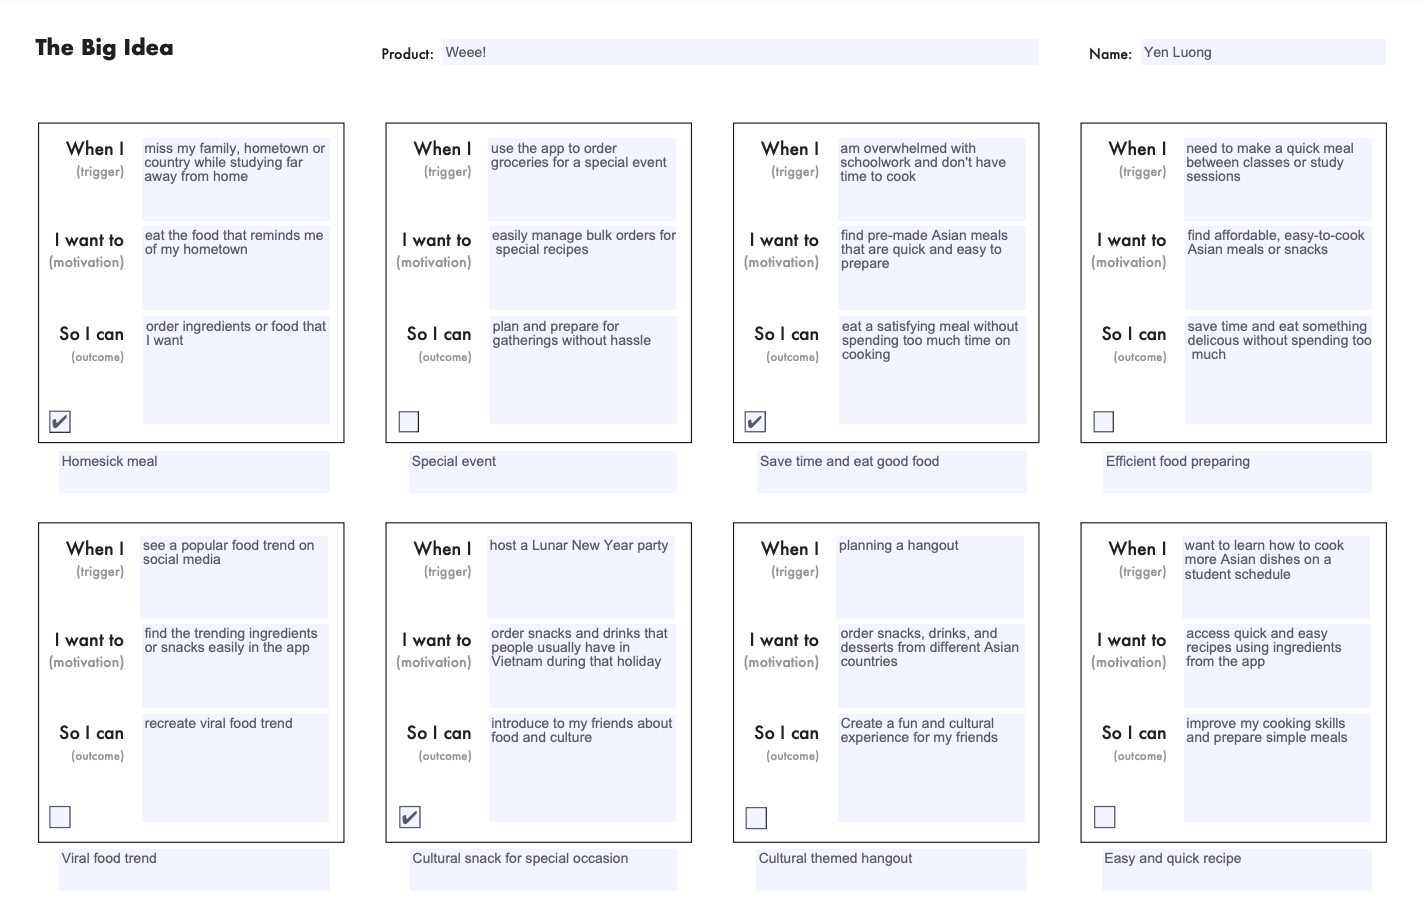 The Big Idea
Product: Weee!
Name: Yen Luong
When I
(trigger)
miss my family, hometown or
country while studying far
away from home
I want to
(motivation)
eat the food that reminds me
of my hometown
So I can
(outcome)
order ingredients or food that
I want
Homesick meal
When I
(trigger)
use the app to order
groceries for a special event
I want to
(motivation)
easily manage bulk orders for
special recipes
So I can
(outcome)
plan and prepare for
gatherings without hassle
Special event
When I
(trigger)
am overwhelmed with
schoolwork and don't have
time to cook
I want to
(motivation)
find pre-made Asian meals
that are quick and easy to
prepare
So I can
(outcome)
eat a satisfying meal without
spending too much time on
cooking
Save time and eat good food
When I
(trigger)
need to make a quick meal
between classes or study
sessions
I want to
(motivation)
find affordable, easy-to-cook
Asian meals or snacks
So I can
(outcome)
save time and eat something
delicous without spending too
much
Efficient food preparing
When I
(trigger)
see a popular food trend on
social media
I want to
(motivation)
find the trending ingredients
or snacks easily in the app
So I can
(outcome)
recreate viral food trend
Viral food trend
When I
(trigger)
host a Lunar New Year party
I want to
(motivation)
order snacks and drinks that
people usually have in
Vietnam during that holiday
So I can
(outcome)
introduce to my friends about
food and culture
Cultural snack for special occasion
When I
(trigger)
planning a hangout
I want to
(motivation)
order snacks, drinks, and
desserts from different Asian
countries
So I can
(outcome)
Create a fun and cultural
experience for my friends
Cultural themed hangout
When I
(trigger)
want to learn how to cook
more Asian dishes on a
student schedule
I want to
(motivation)
access quick and easy
recipes using ingredients
from the app
So I can
(outcome)
improve my cooking skills
and prepare simple meals
Easy and quick recipe